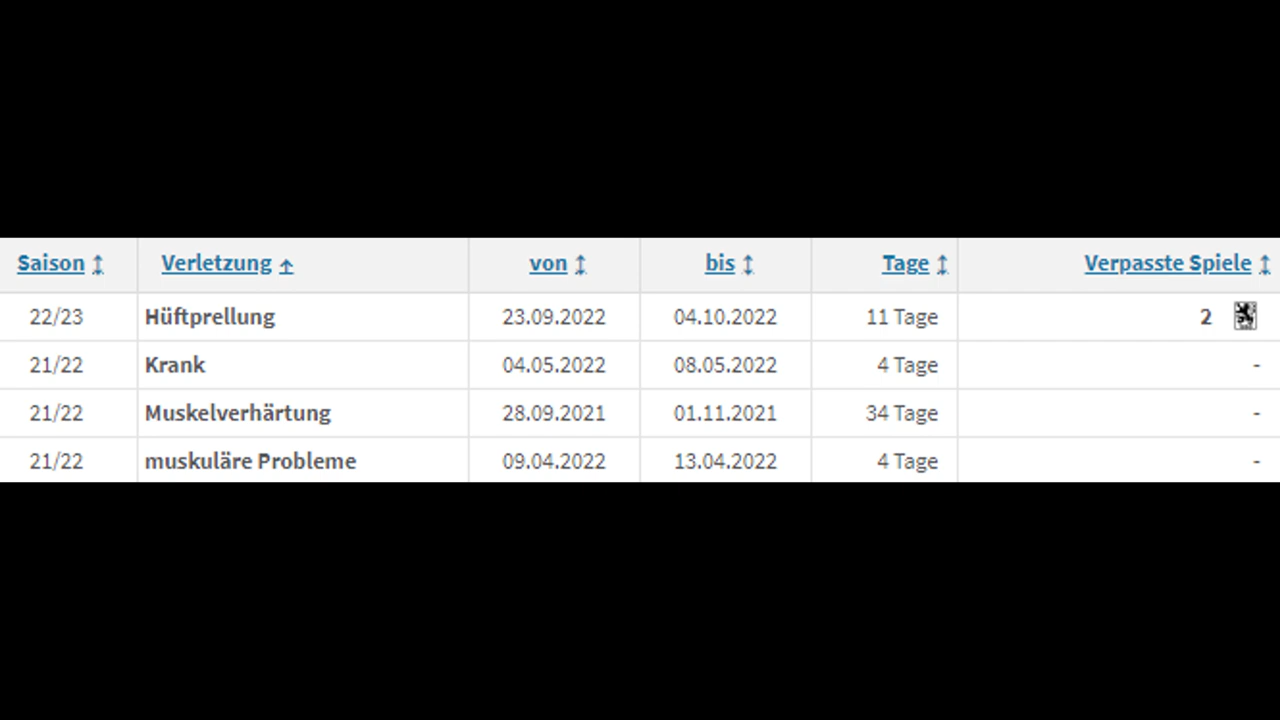 Saison Verletzung von bis Tage Verpasste Spiele
22/23 Hüftprellung 23.09.2022 04.10.2022 11 Tage 2
21/22 Krank 04.05.2022 08.05.2022 4 Tage -
21/22 Muskelverhärtung 28.09.2021 01.11.2021 34 Tage -
21/22 muskuläre Probleme 09.04.2022 13.04.2022 4 Tage -